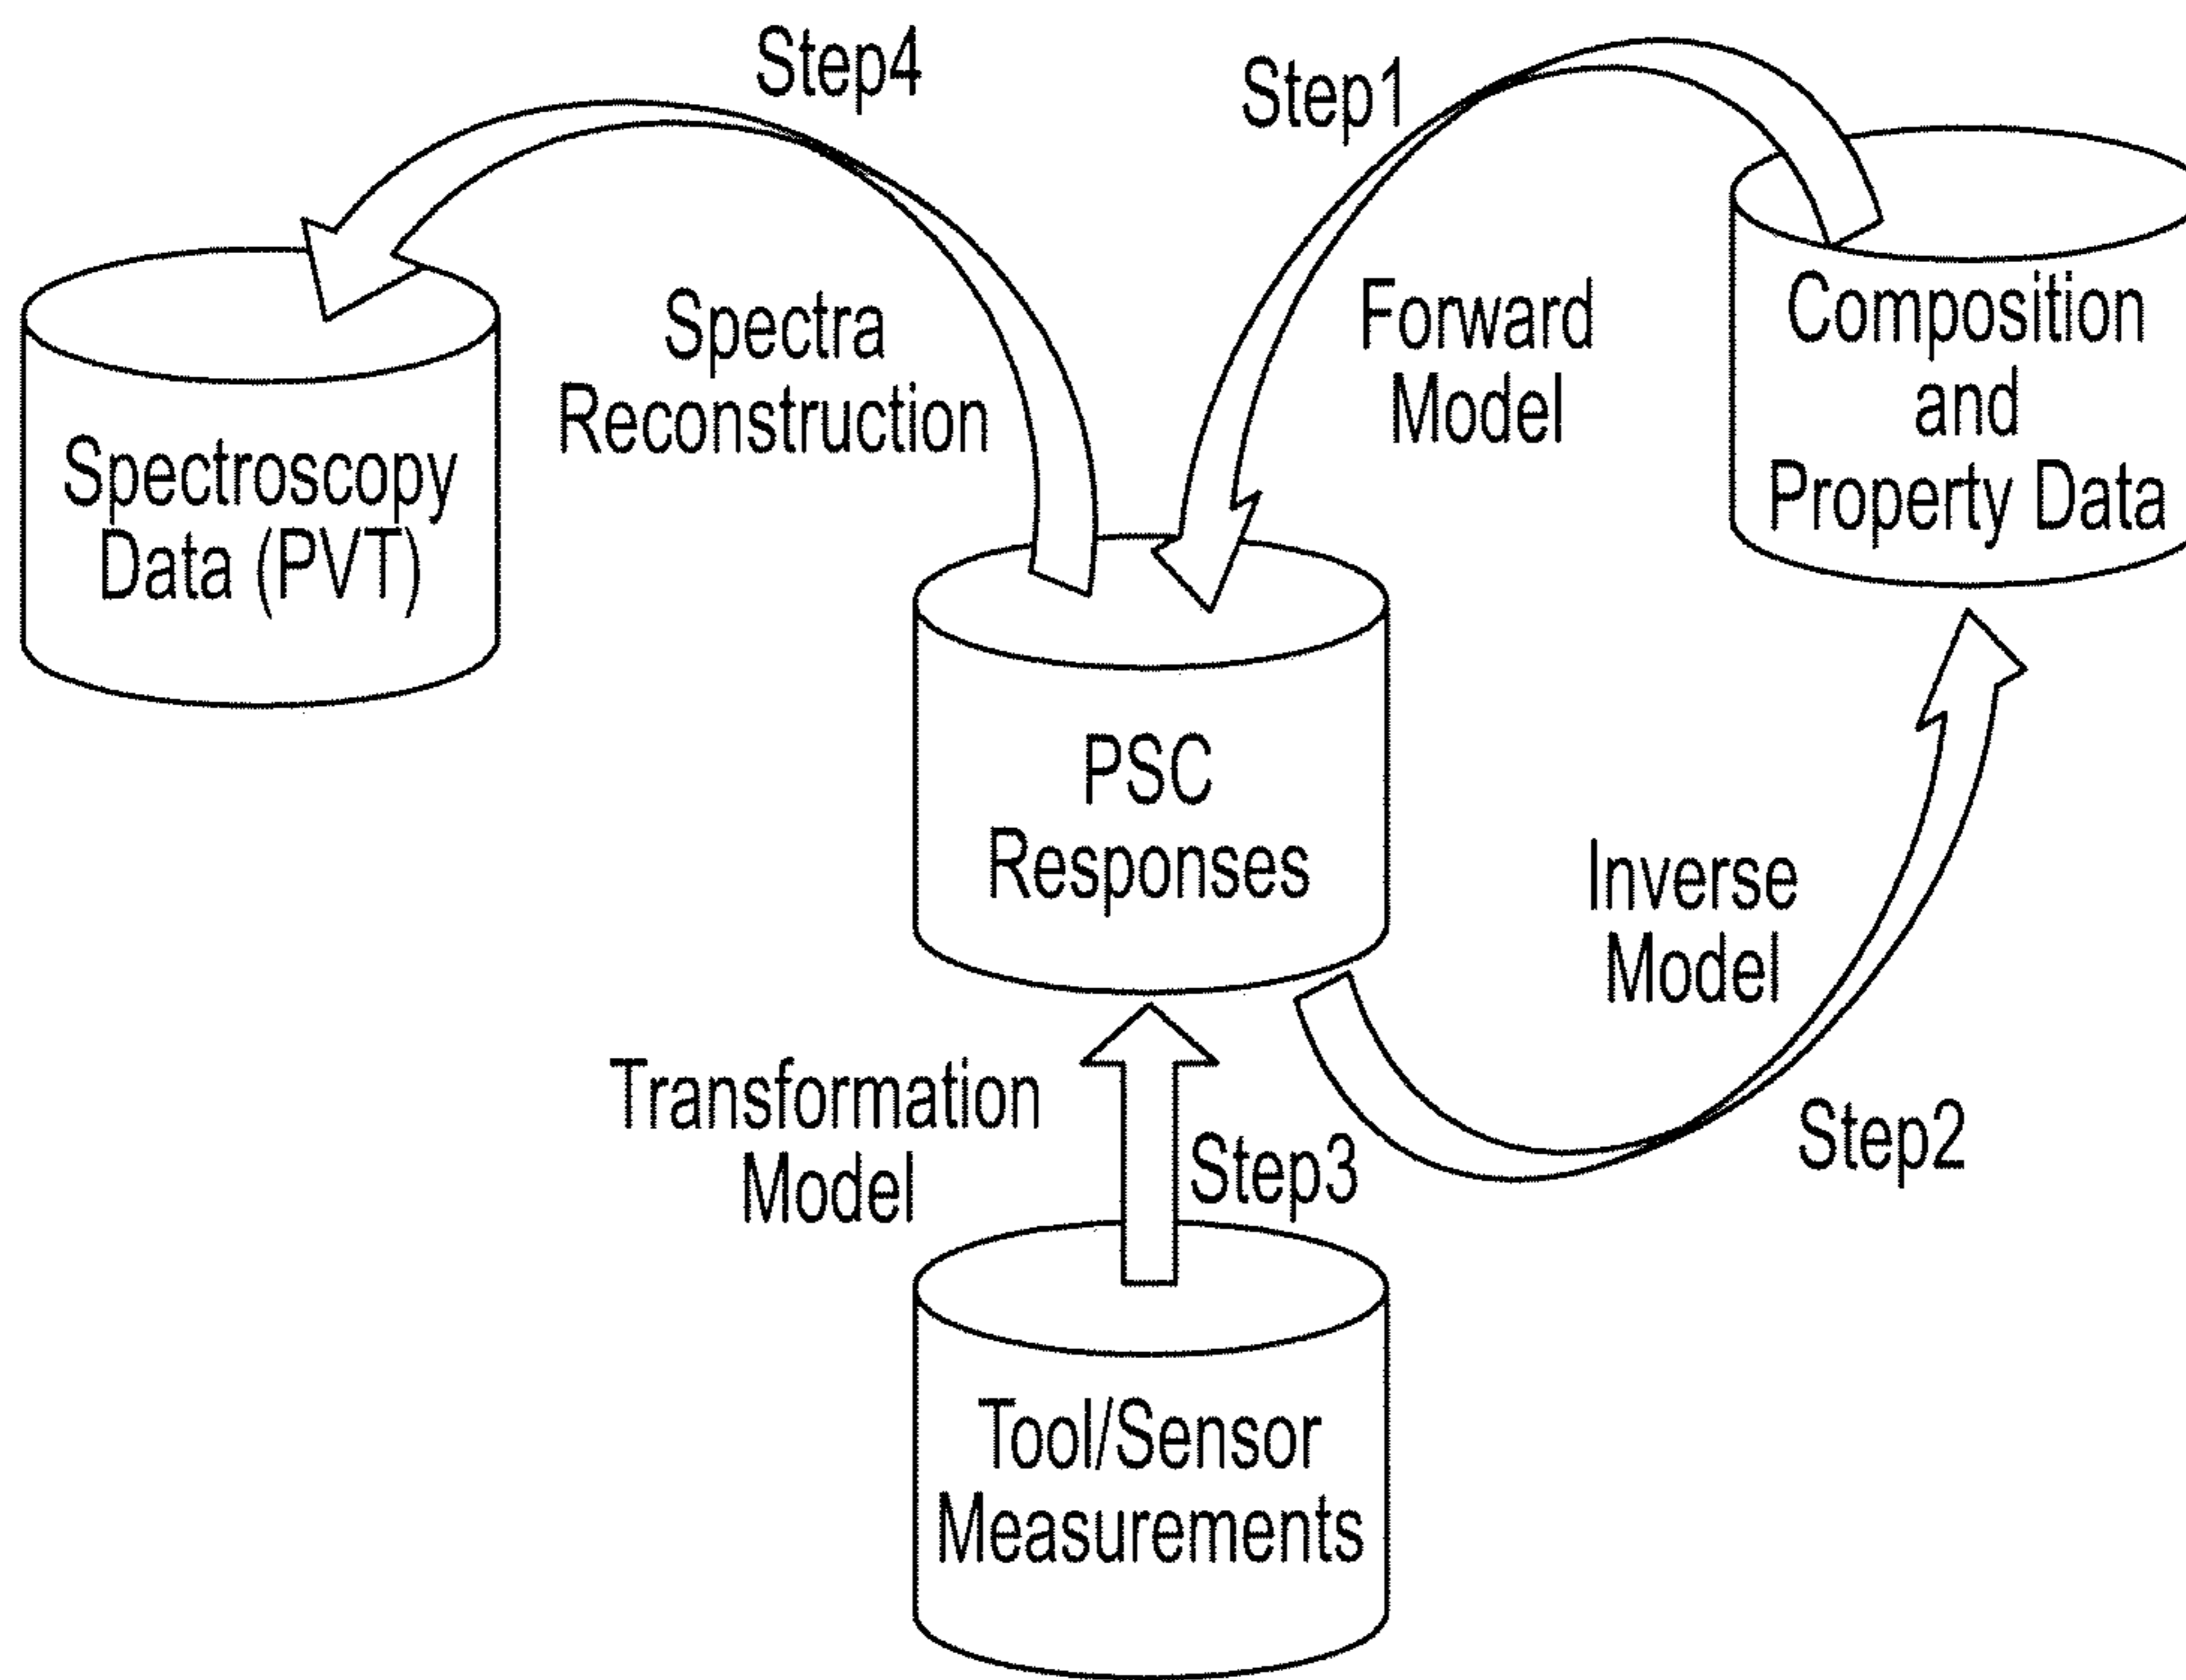 Step4
Step1
Spectra
Reconstruction
Forward
Model
Composition
and
Property Data
Spectroscopy
Data (PVT)
PSC
Responses
Inverse
Model
Transformation
Model
Step3
Step2
Tool/Sensor
Measurements